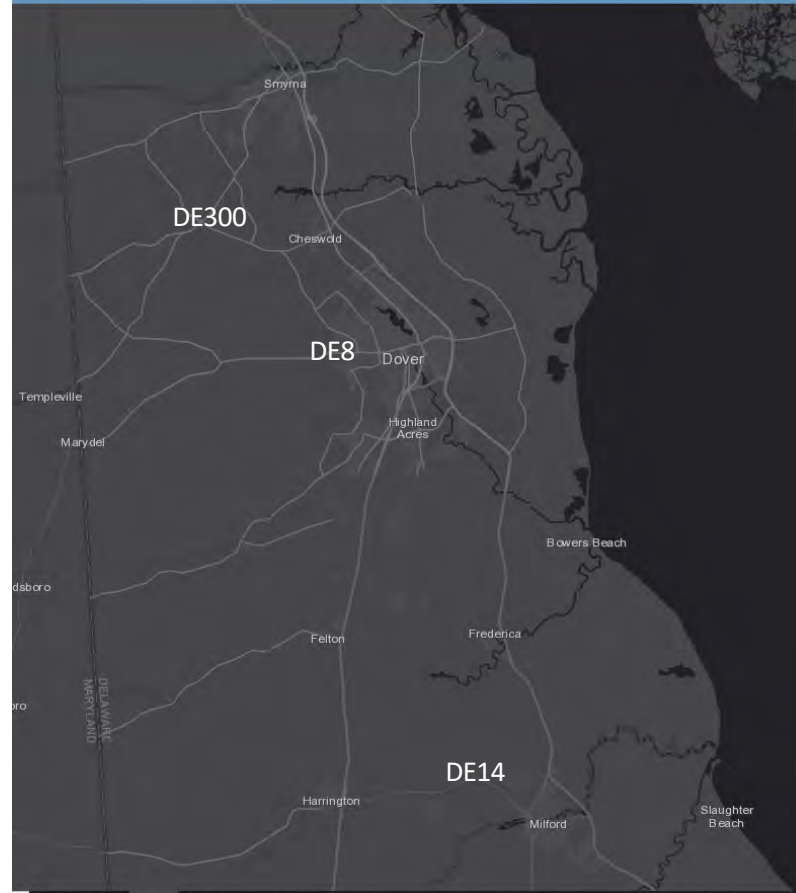 Smyrna
DE300
Cheswold
DE8
Dover
Templeville
Highland
Acres
Marydel
Bowers Beach
dsboro
Felton
Frederica
DELAWARE
MARYLAND
oro
DE14
Harrington
Slaughter
Beach
Milford